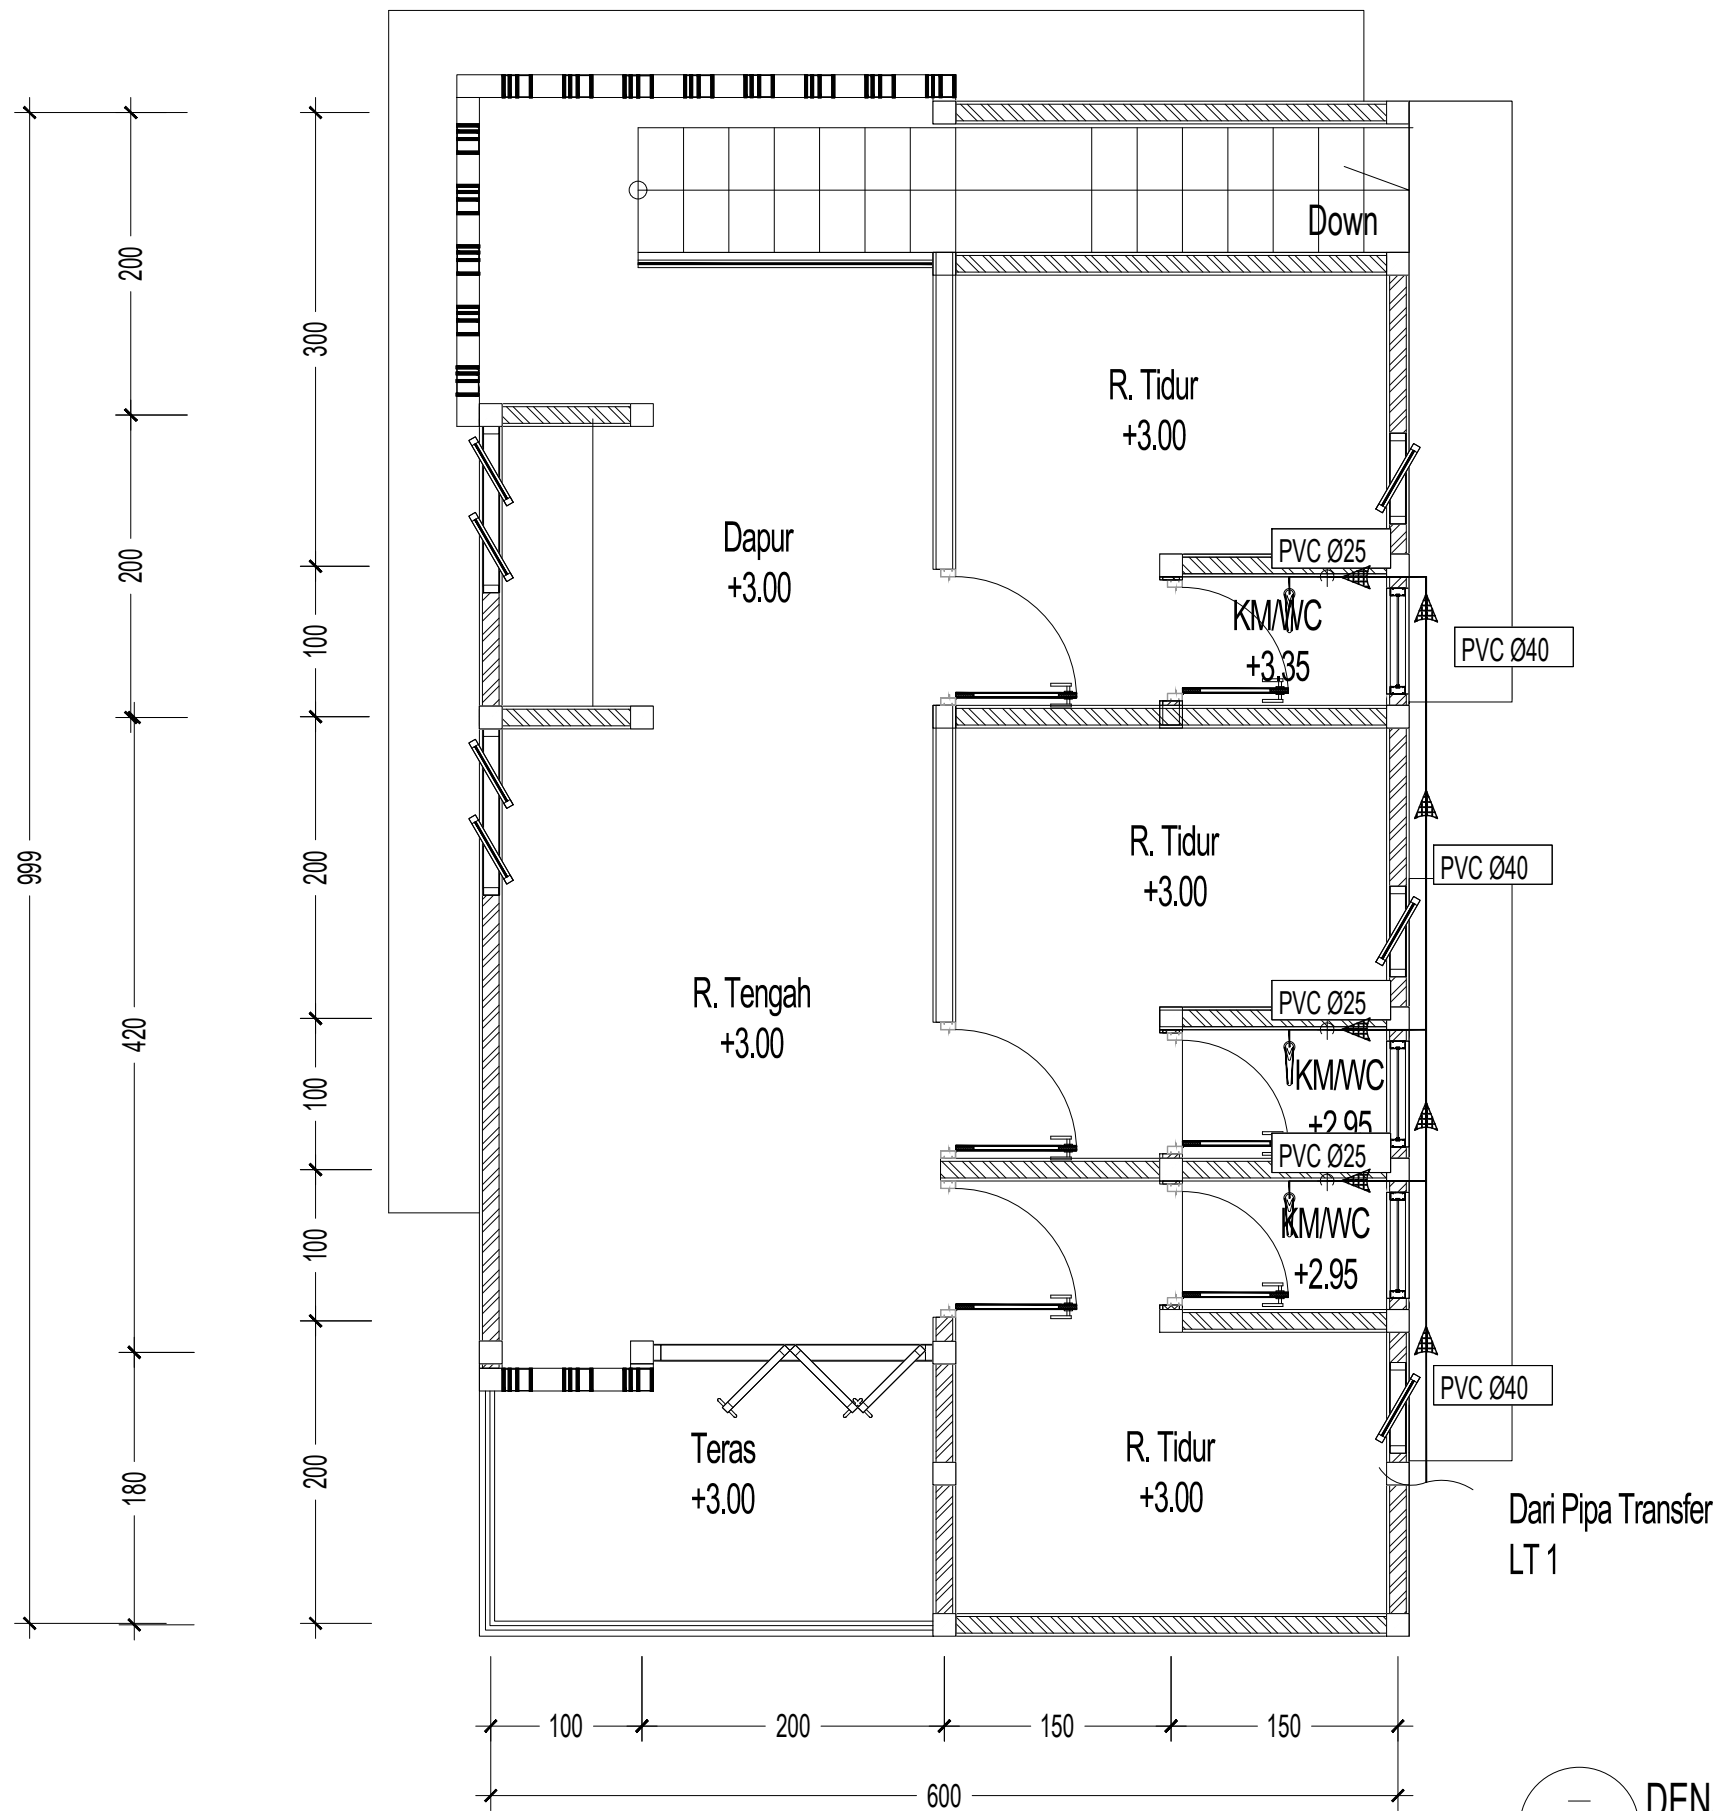 Down
200
300
R. Tidur
+3.00
Dapur
+3.00
PVC Ø25
200
100
KM/WC
+3.35
PVC Ø40
R. Tidur
+3.00
PVC Ø40
999
200
R. Tengah
+3.00
PVC Ø25
420
100
KM/WC
+2.95
PVC Ø25
100
KM/WC
+2.95
PVC Ø40
Teras
+3.00
R. Tidur
+3.00
180
200
Dari Pipa Transfer
LT 1
100
200
150
150
600
DEN